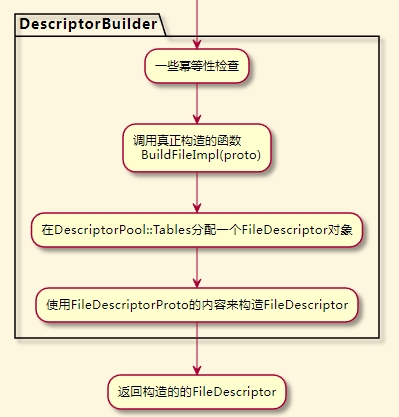 DescriptorBuilder
一些幂等性检查
调用真正构造的函数
BuildFileImpl(proto)
在DescriptorPool::Tables分配一个FileDescriptor对象
使用FileDescriptorProto的内容来构造FileDescriptor
返回构造的的FileDescriptor